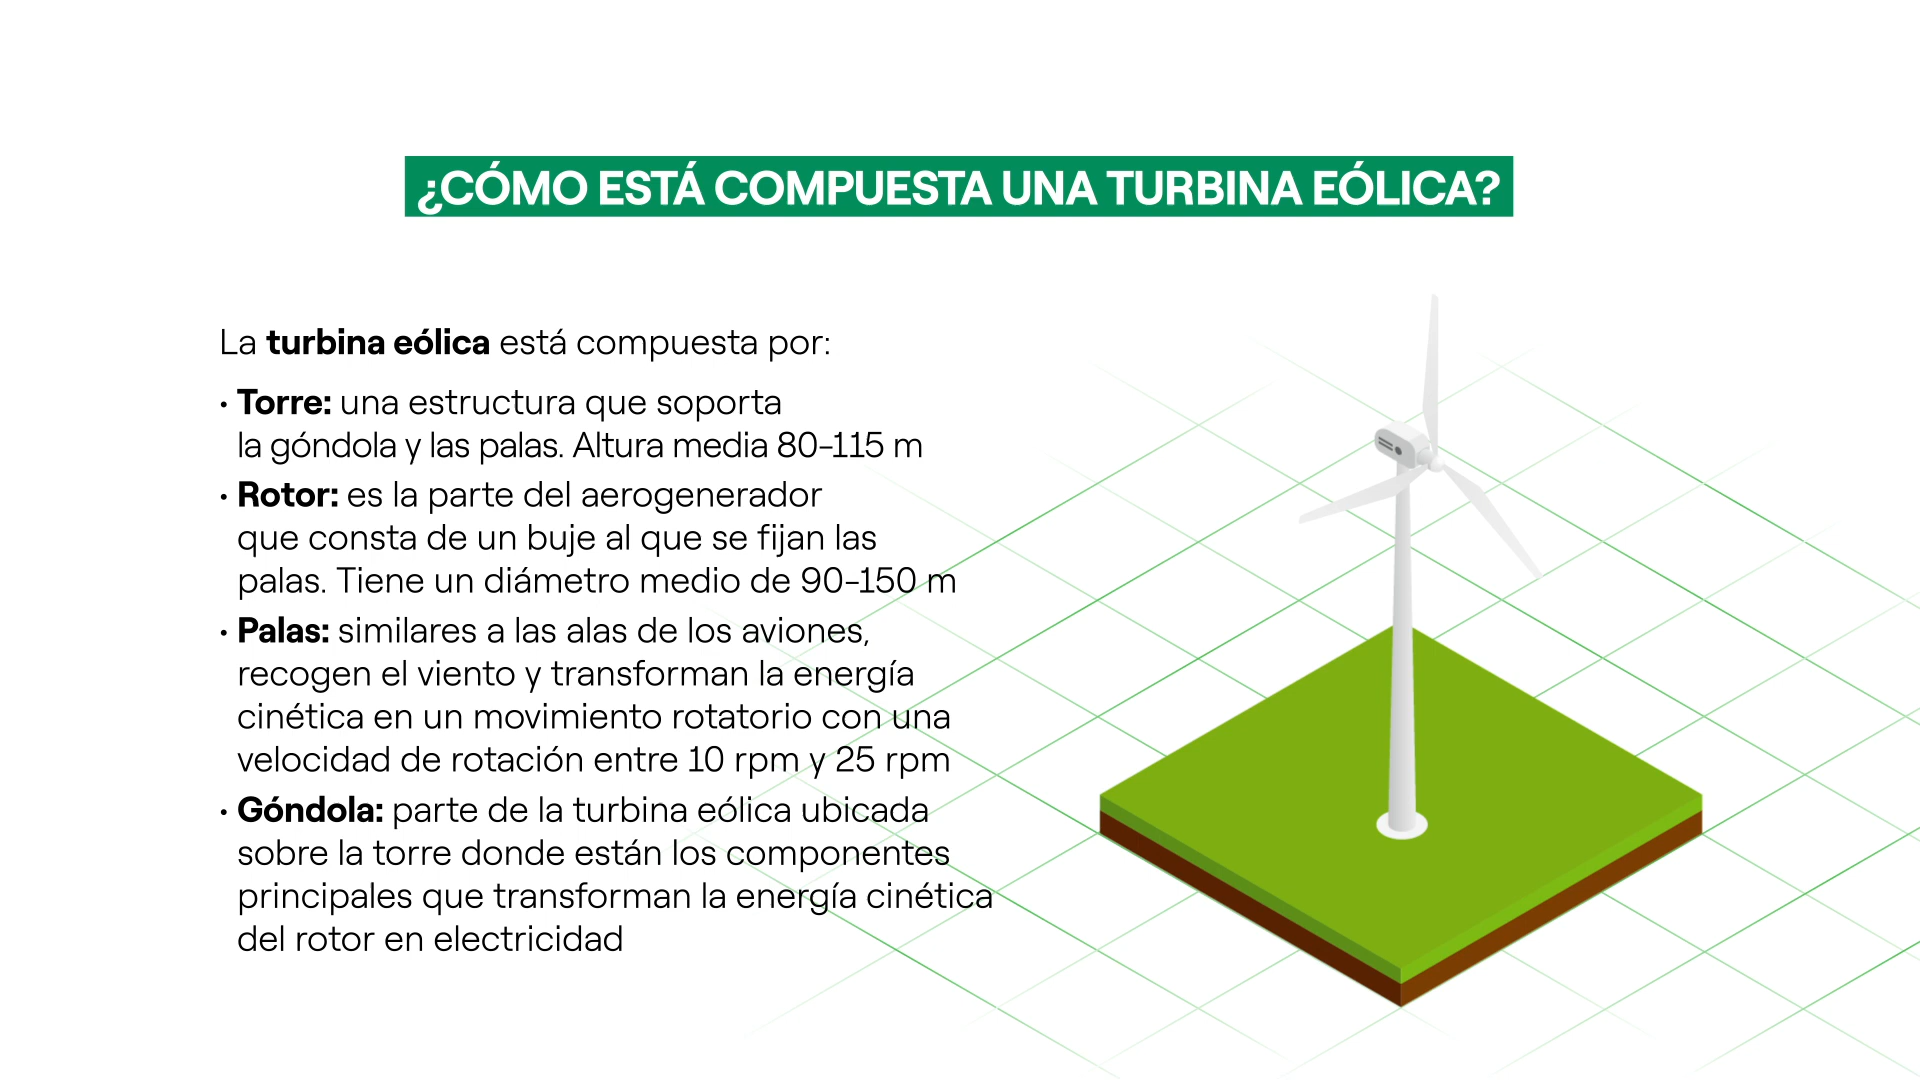 ¿CÓMO ESTÁ COMPUESTA UNA TURBINA EÓLICA?
La turbina eólica está compuesta por:
· Torre: una estructura que soporta
la góndola y las palas. Altura media 80-115 m
· Rotor: es la parte del aerogenerador
que consta de un buje al que se fijan las
palas. Tiene un diámetro medio de 90-150 m
· Palas: similares a las alas de los aviones,
recogen el viento y transforman la energía
cinética en un movimiento rotatorio con una
velocidad de rotación entre 10 rpm y 25 rpm
· Góndola: parte de la turbina eólica ubicada
sobre la torre donde están los componentes
principales que transforman la energía cinética
del rotor en electricidad